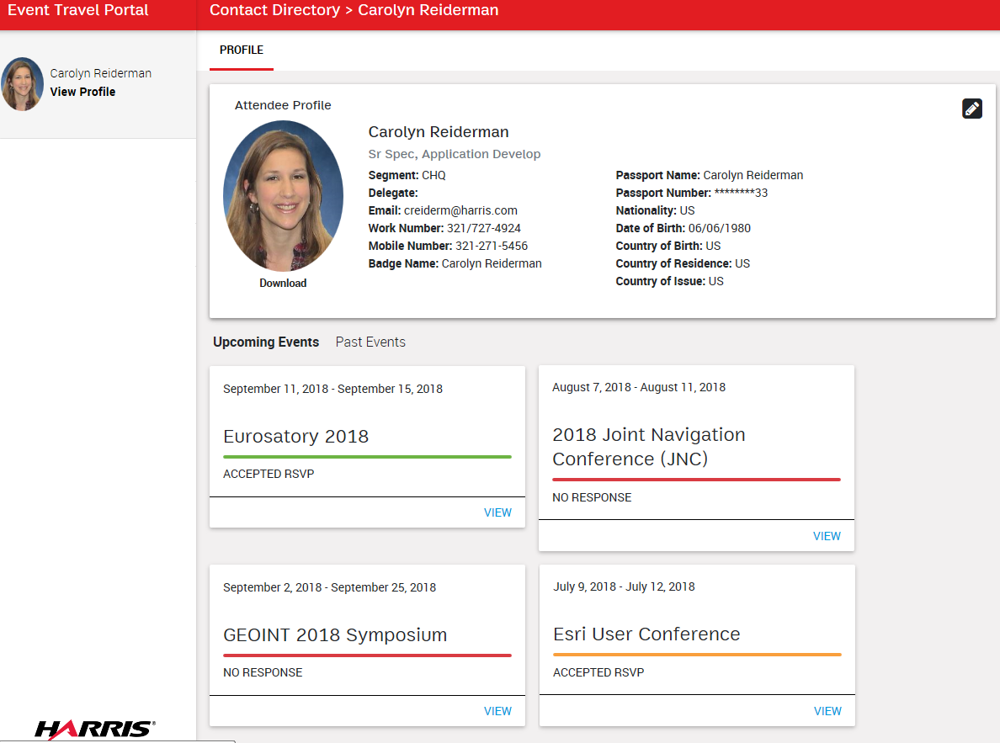 Event Travel Portal
Contact Directory > Carolyn Reiderman
Carolyn Reiderman
View Profile
PROFILE
Attendee Profile
Carolyn Reiderman
Sr Spec, Application Develop
Segment: CHQ
Delegate:
Email: creiderm@harris.com
Work Number: 321/727-4924
Mobile Number: 321-271-5456
Badge Name: Carolyn Reiderman
Passport Name: Carolyn Reiderman
Passport Number: ********33
Nationality: US
Date of Birth: 06/06/1980
Country of Birth: US
Country of Residence: US
Country of Issue: US
Download
Upcoming Events Past Events
September 11, 2018 - September 15, 2018
Eurosatory 2018
ACCEPTED RSVP
VIEW
August 7, 2018 - August 11, 2018
2018 Joint Navigation
Conference (JNC)
NO RESPONSE
VIEW
September 2, 2018 - September 25, 2018
GEOINT 2018 Symposium
NO RESPONSE
VIEW
July 9, 2018 - July 12, 2018
Esri User Conference
ACCEPTED RSVP
VIEW
HARRIS®